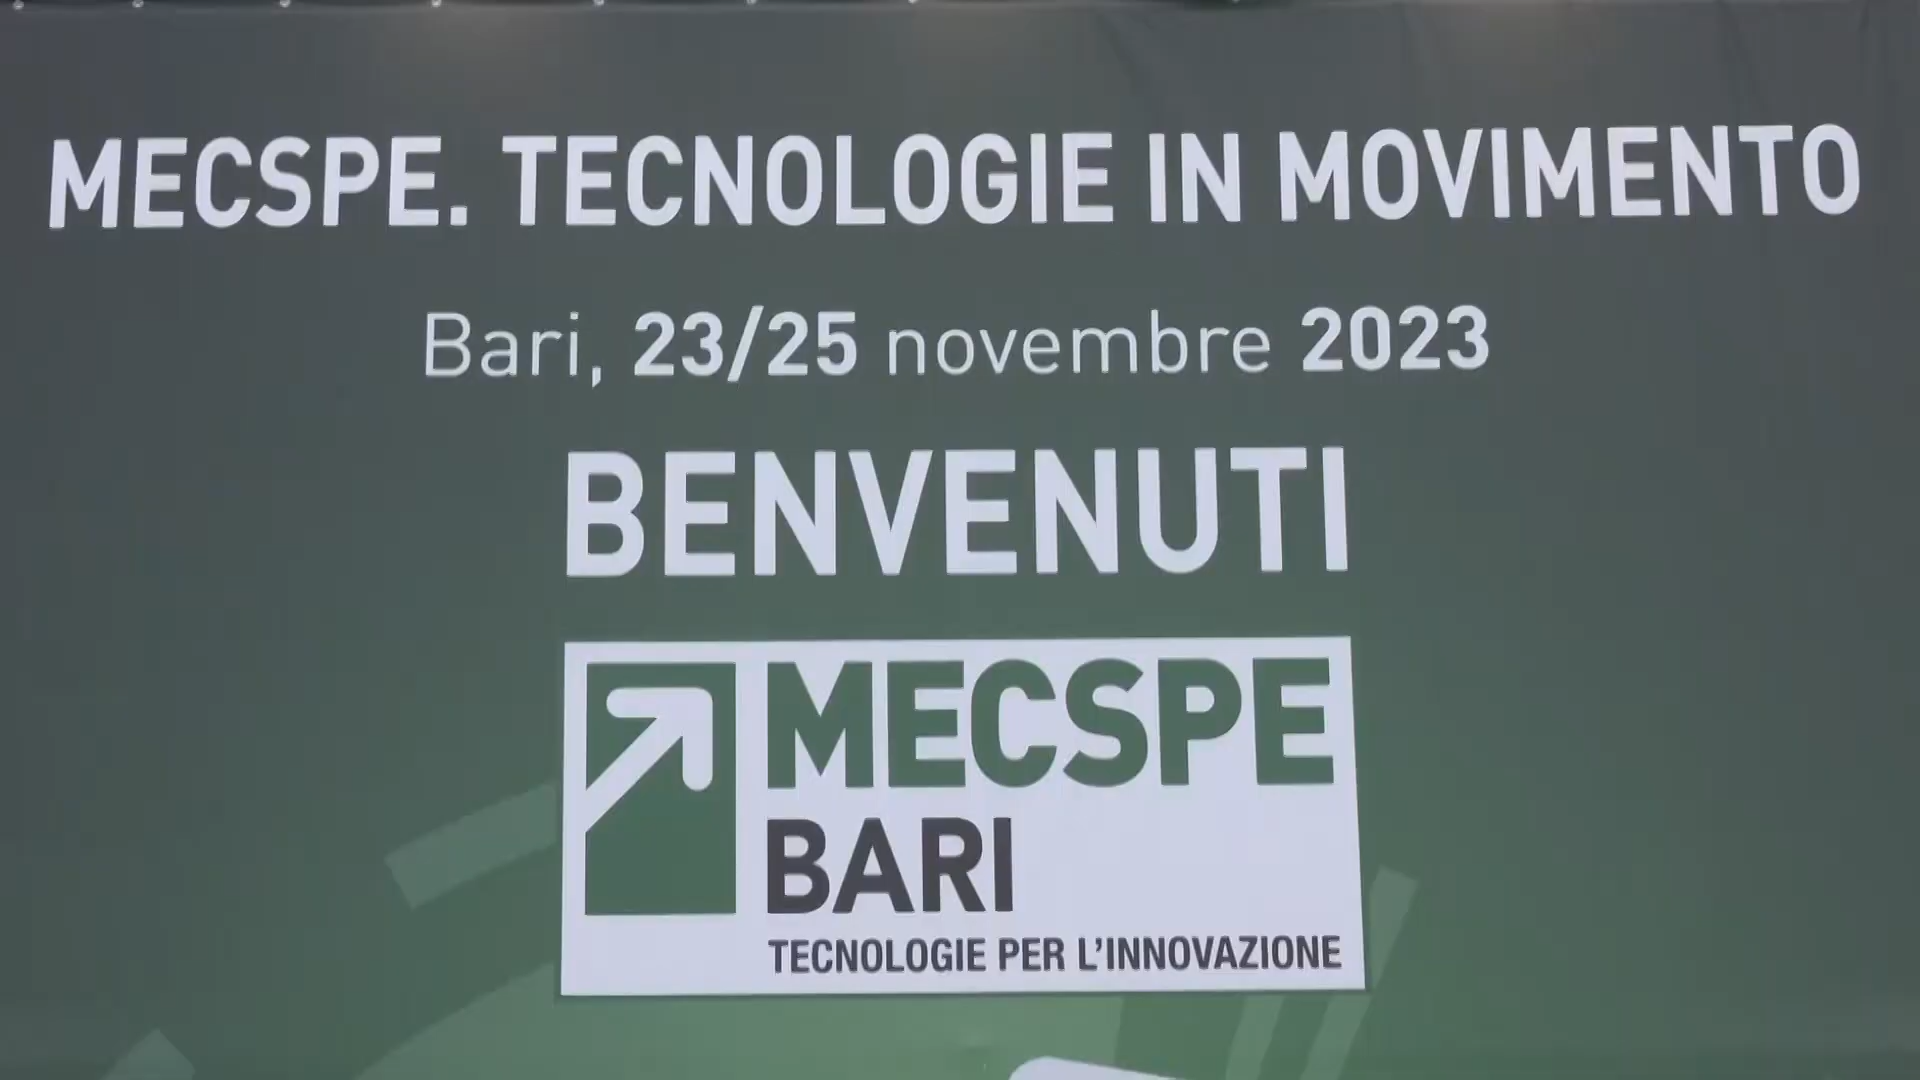 MECSPE. TECNOLOGIE IN MOVIMENTO
Bari, 23/25 novembre 2023
BENVENUTI
MECSPE
BARI
TECNOLOGIE PER L'INNOVAZIONE